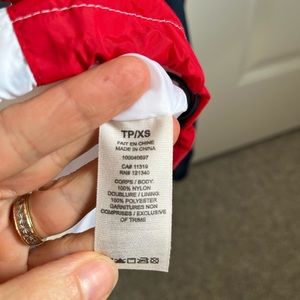 TP/XS
FAIT EN CHINE
MADE IN CHINA
100046697
CA# 11319
RN# 121340
CORPS / BODY:
100% NYLON
DOUBLURE / LINING:
100% POLYESTER
GARNITURES NON
COMPRISES / EXCLUSIVE
OF TRIMS